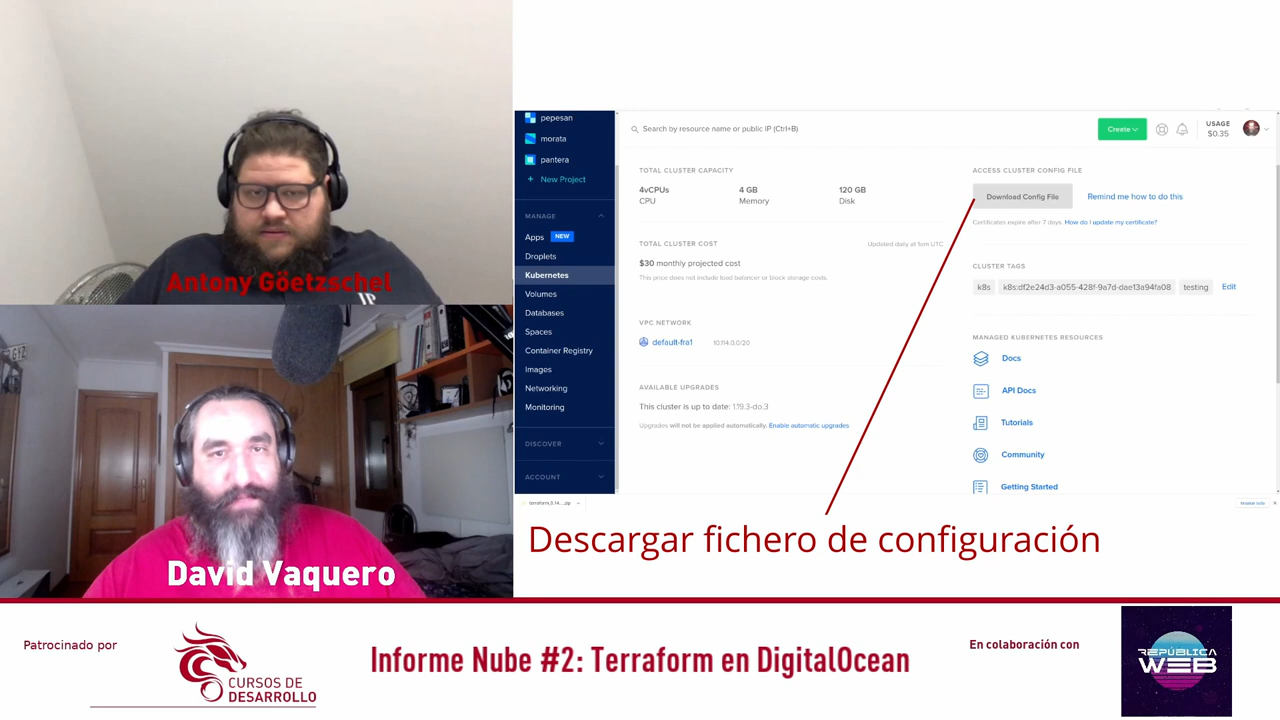 Antony Göetzschel
David Vaquero
pepesan
morata
pantera
+ New Project
MANAGE
Apps NEW
Droplets
Kubernetes
Volumes
Databases
Spaces
Container Registry
Images
Networking
Monitoring
DISCOVER
ACCOUNT
Search by resource name or public IP (Ctrl+B)
Create
USAGE
$0.35
TOTAL CLUSTER CAPACITY
4vCPUs
CPU
4 GB
Memory
120 GB
Disk
TOTAL CLUSTER COST
Updated daily at 1am UTC
$30 monthly projected cost
This price does not include load balancer or block storage costs.
VPC NETWORK
default-fra1 10.114.0.0/20
AVAILABLE UPGRADES
This cluster is up to date: 1.19.3-do.3
Upgrades will not be applied automatically. Enable automatic upgrades
ACCESS CLUSTER CONFIG FILE
Download Config File
Remind me how to do this
Certificates expire after 7 days. How do I update my certificate?
CLUSTER TAGS
k8s k8s:df2e24d3-a055-428f-9a7d-dae13a94fa08 testing Edit
MANAGED KUBERNETES RESOURCES
Docs
API Docs
Tutorials
Community
Getting Started
Descargar fichero de configuración
Patrocinado por
CURSOS DE
DESARROLLO
Informe Nube #2: Terraform en DigitalOcean
En colaboración con
REPÚBLICA
WEB